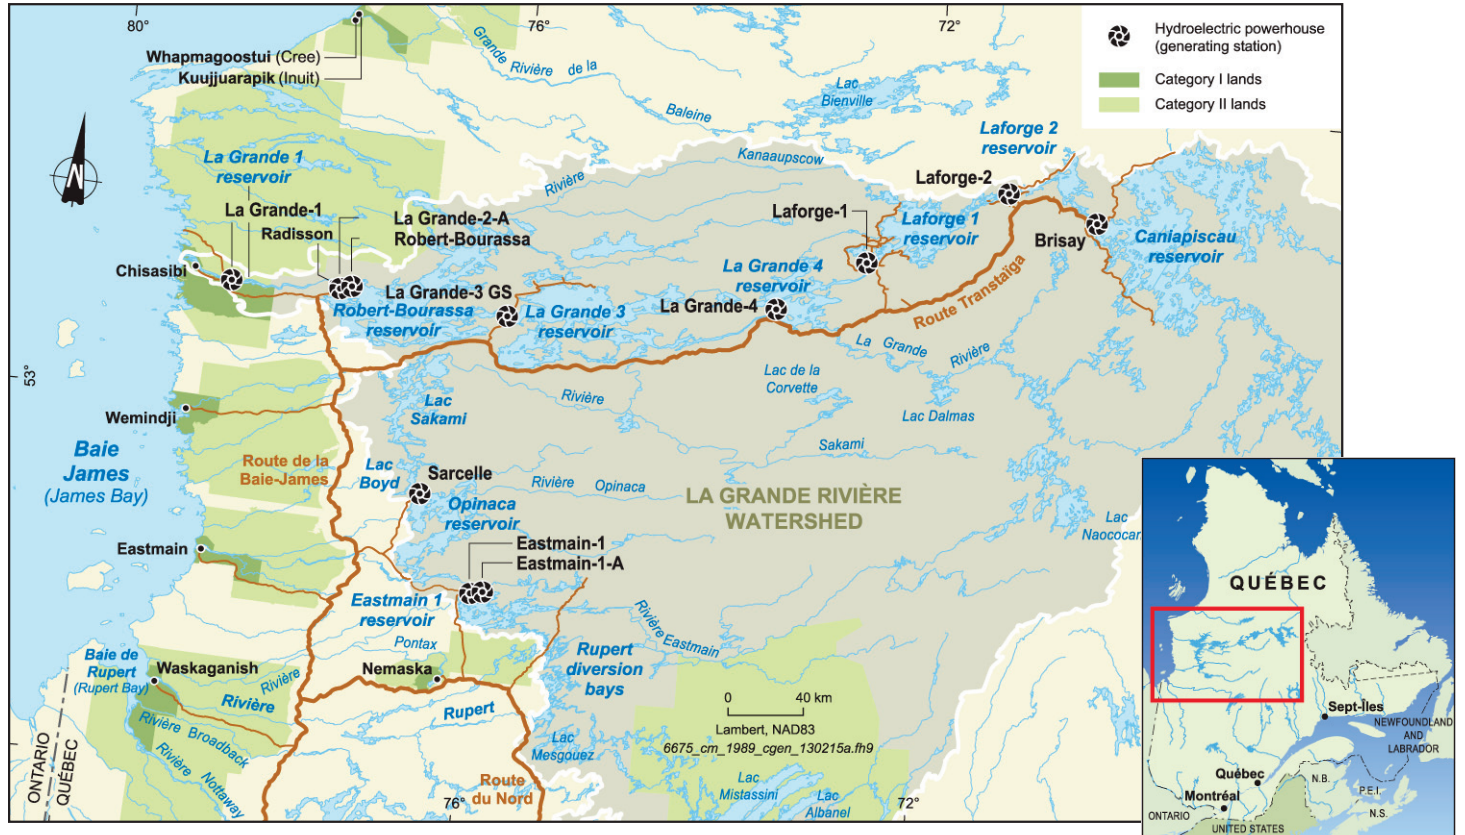 80°
76°
72°
Hydroelectric powerhouse
(generating station)
Category I lands
Category II lands
Whapmagoostui (Cree)
Kuujjuarapik (Inuit)
Grande Rivière de la
Baleine
Lac
Bienville
Laforge 2
reservoir
Kanaaupscow
Rivière
N
La Grande 1
reservoir
La Grande-1
Radisson
La Grande-2-A
Robert-Bourassa
Laforge-2
Laforge-1
Laforge 1
reservoir
Brisay
Caniapiscau
reservoir
Chisasibi
La Grande-3 GS
Robert-Bourassa
reservoir
La Grande 3
reservoir
La Grande 4
reservoir
La Grande-4
Route Transtaïga
La Grande Rivière
53°
Lac de la
Corvette
Lac
Sakami
Rivière
Lac Dalmas
Sakami
Wemindji
Baie
James
(James Bay)
Route de la
Baie-James
Lac
Boyd
Sarcelle
Opinaca
reservoir
Rivière Opinaca
LA GRANDE RIVIÈRE
WATERSHED
Lac
Naococan
Eastmain
Eastmain-1
Eastmain-1-A
Eastmain 1
reservoir
Pontax
Rivière
Rivière Eastmain
Baie de
Rupert
(Rupert Bay)
Waskaganish
Nemaska
Rupert
diversion
bays
Rivière
Rupert
0 40 km
Lambert, NAD83
6675_cm_1989_cgen_130215a.fh9
Rivière Broadback
Rivière Nottaway
Lac
Mesgouez
Route
du Nord
Lac
Mistassini
Lac
Albanel
ONTARIO
QUÉBEC
76°
72°
QUÉBEC
Sept-Îles
NEWFOUNDLAND
AND
LABRADOR
Québec
Montréal
N.B.
P.E.I.
N.S.
ONTARIO
UNITED STATES